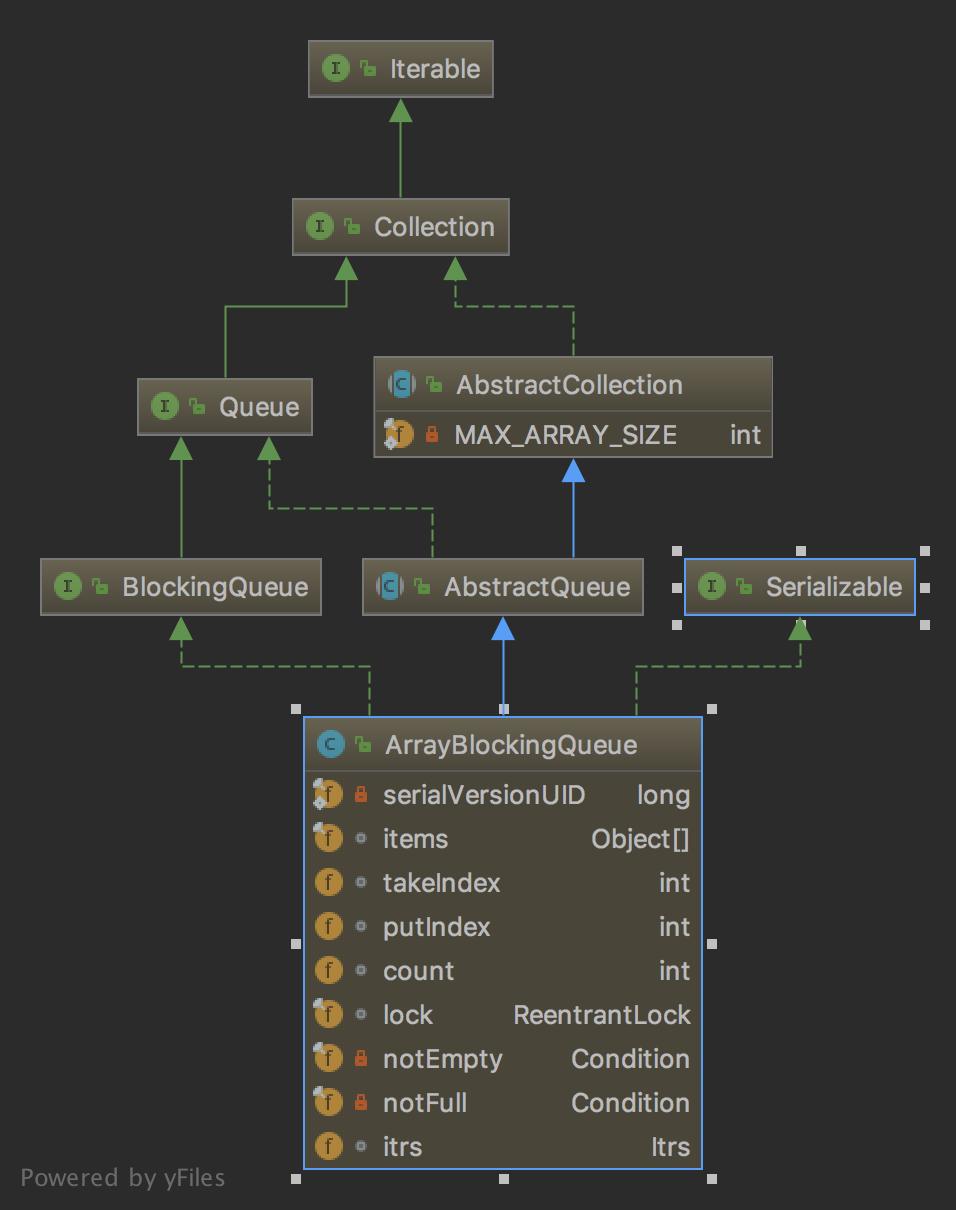 Iterable
Collection
Queue
AbstractCollection
MAX_ARRAY_SIZE int
BlockingQueue
AbstractQueue
Serializable
ArrayBlockingQueue
serialVersionUID long
items Object[]
takeIndex int
putIndex int
count int
lock ReentrantLock
notEmpty Condition
notFull Condition
itrs Itrs
Powered by yFiles